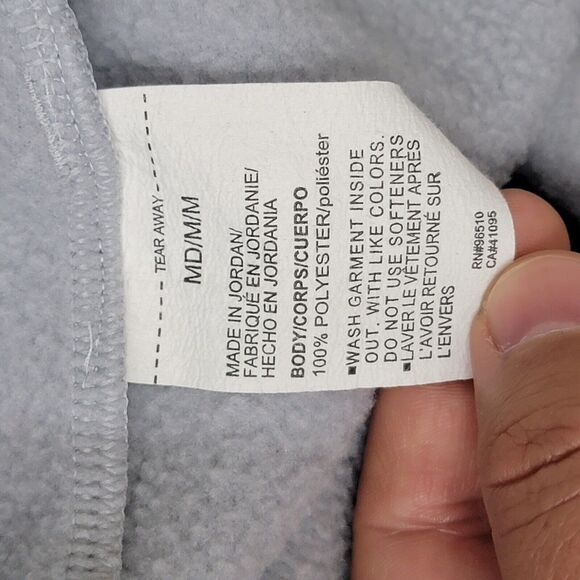 TEAR AWAY
MD/M/M
MADE IN JORDAN/
FABRIQUÉ EN JORDANIE/
HECHO EN JORDANIA
BODY/CORPS/CUERPO
100% POLYESTER/poliéster
▪WASH GARMENT INSIDE
OUT, WITH LIKE COLORS.
DO NOT USE SOFTENERS
▪LAVER LE VÊTEMENT APRÈS
L'AVOIR RETOURNÉ SUR
L'ENVERS
RN#96510
CA#41095